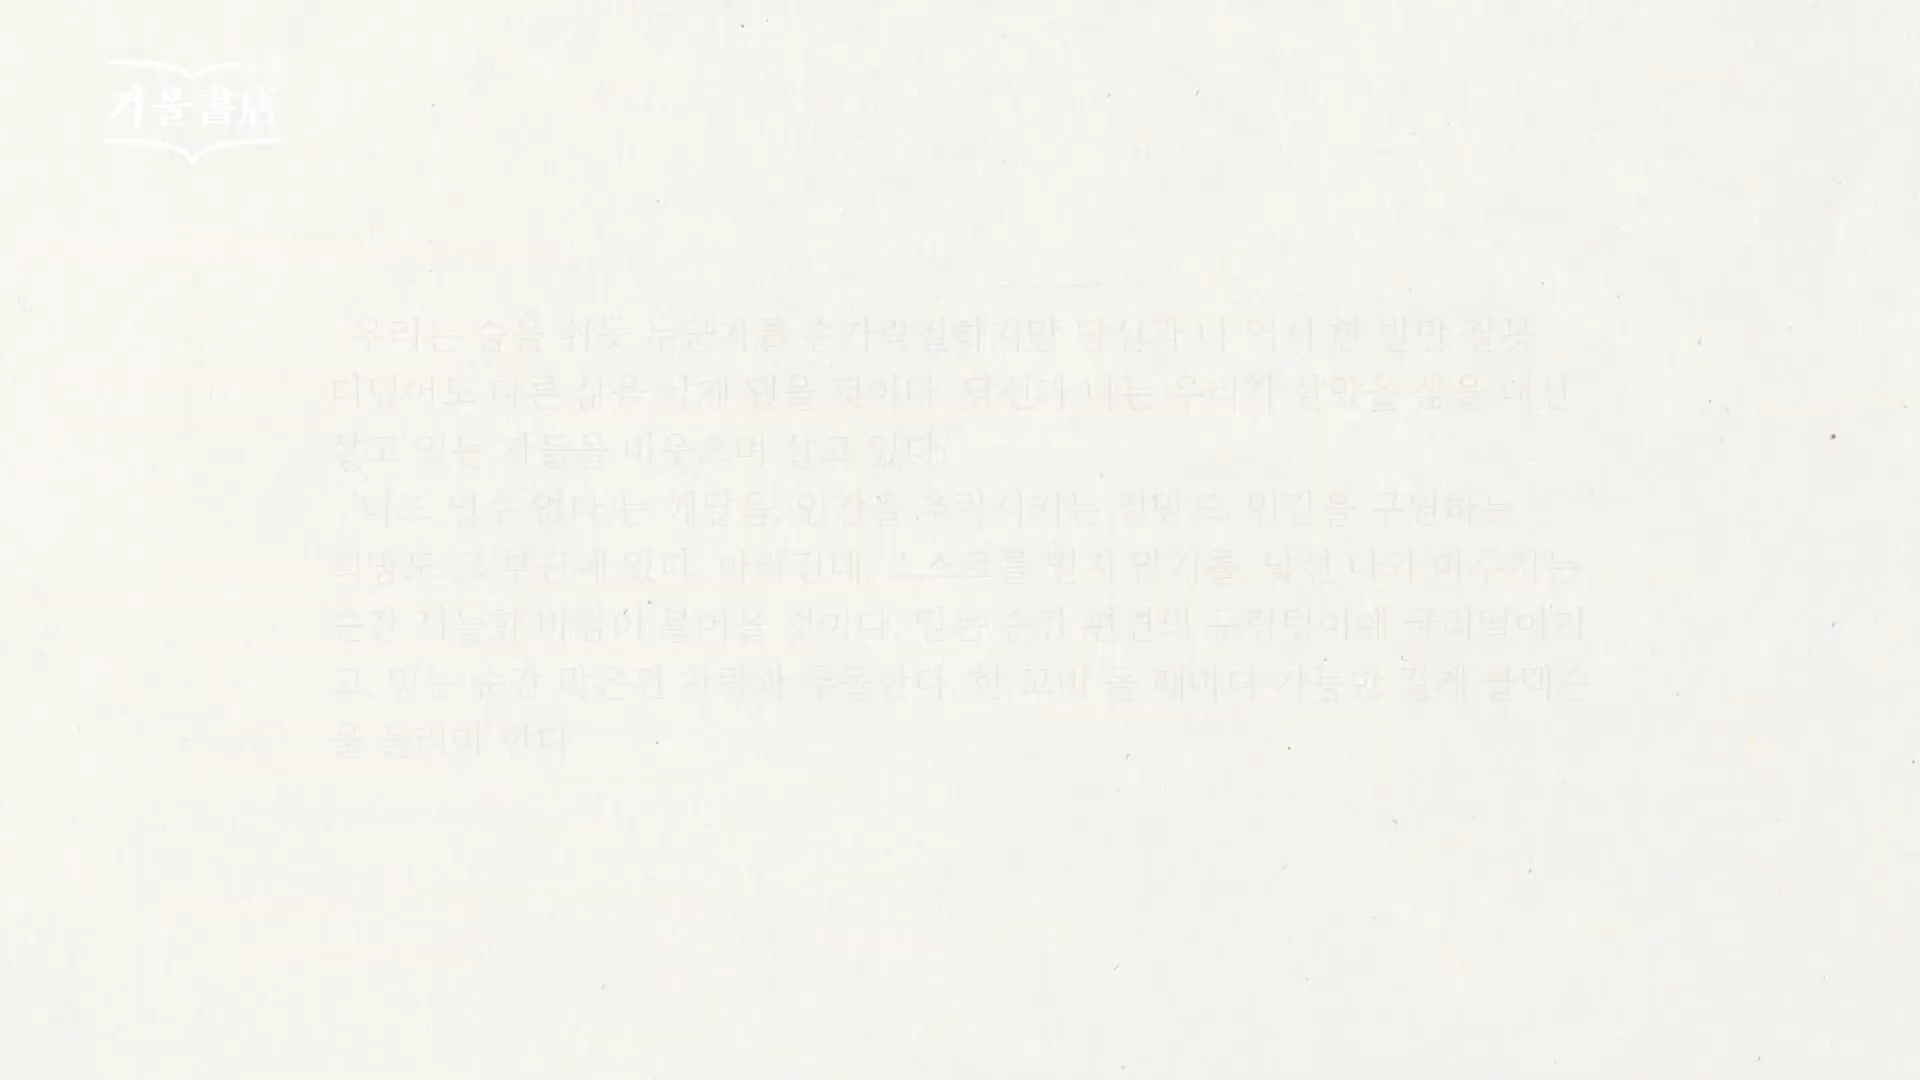 겨울書店
우리는 숨을 쉬듯 누군가를 손가락질하지만 당신과 나 역시 한 발만 잘못
디뎠어도 다른 삶을 살게 됐을 것이다. 당신과 나는 우리가 살았을 삶을 대신
살고 있는 자들을 비웃으며 살고 있다.
'나도 별수 없다'는 깨달음. 인간을 추락시키는 절망도, 인간을 구원하는
희망도 그 부근에 있다. 바라건대, 스스로를 믿지 않기를. 낯선 나와 마주치는
순간 서늘한 바람이 불어올 것이다. 믿는 순간 편견의 구렁텅이에 굴러떨어지
고, 믿는 순간 맞은편 차량과 추돌한다. 한 고비 돌 때마다 가능한 길게 클랙슨
을 울려야 한다.